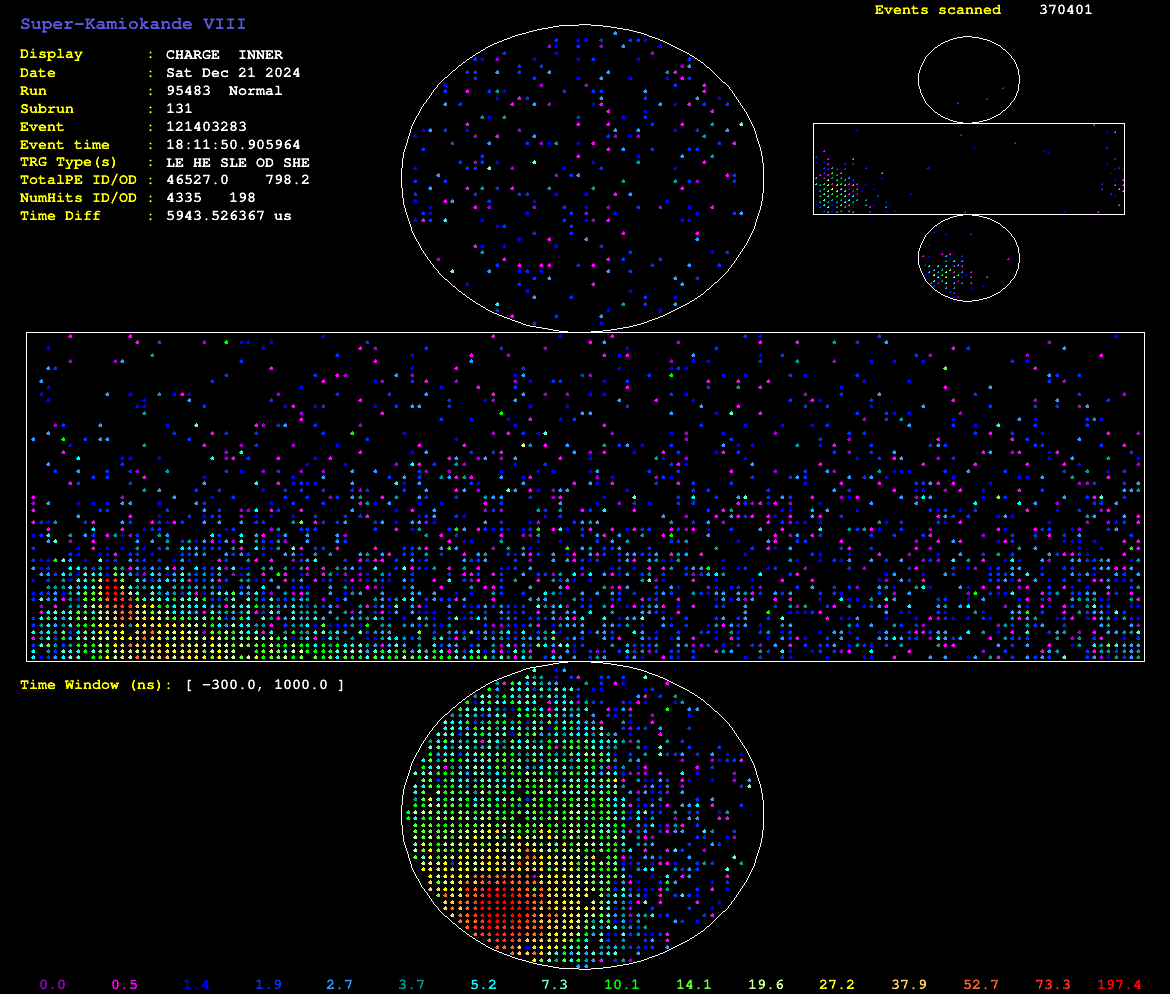 Super-Kamiokande VIII
Events scanned 370401
Display : CHARGE INNER
Date : Sat Dec 21 2024
Run : 95483 Normal
Subrun : 131
Event : 121403283
Event time : 18:11:50.905964
TRG Type(s) : LE HE SLE OD SHE
TotalPE ID/OD : 46527.0 798.2
NumHits ID/OD : 4335 198
Time Diff : 5943.526367 us
Time Window (ns): [ -300.0, 1000.0 ]
0.0 0.5 1.4 1.9 2.7 3.7 5.2 7.3 10.1 14.1 19.6 27.2 37.9 52.7 73.3 197.4